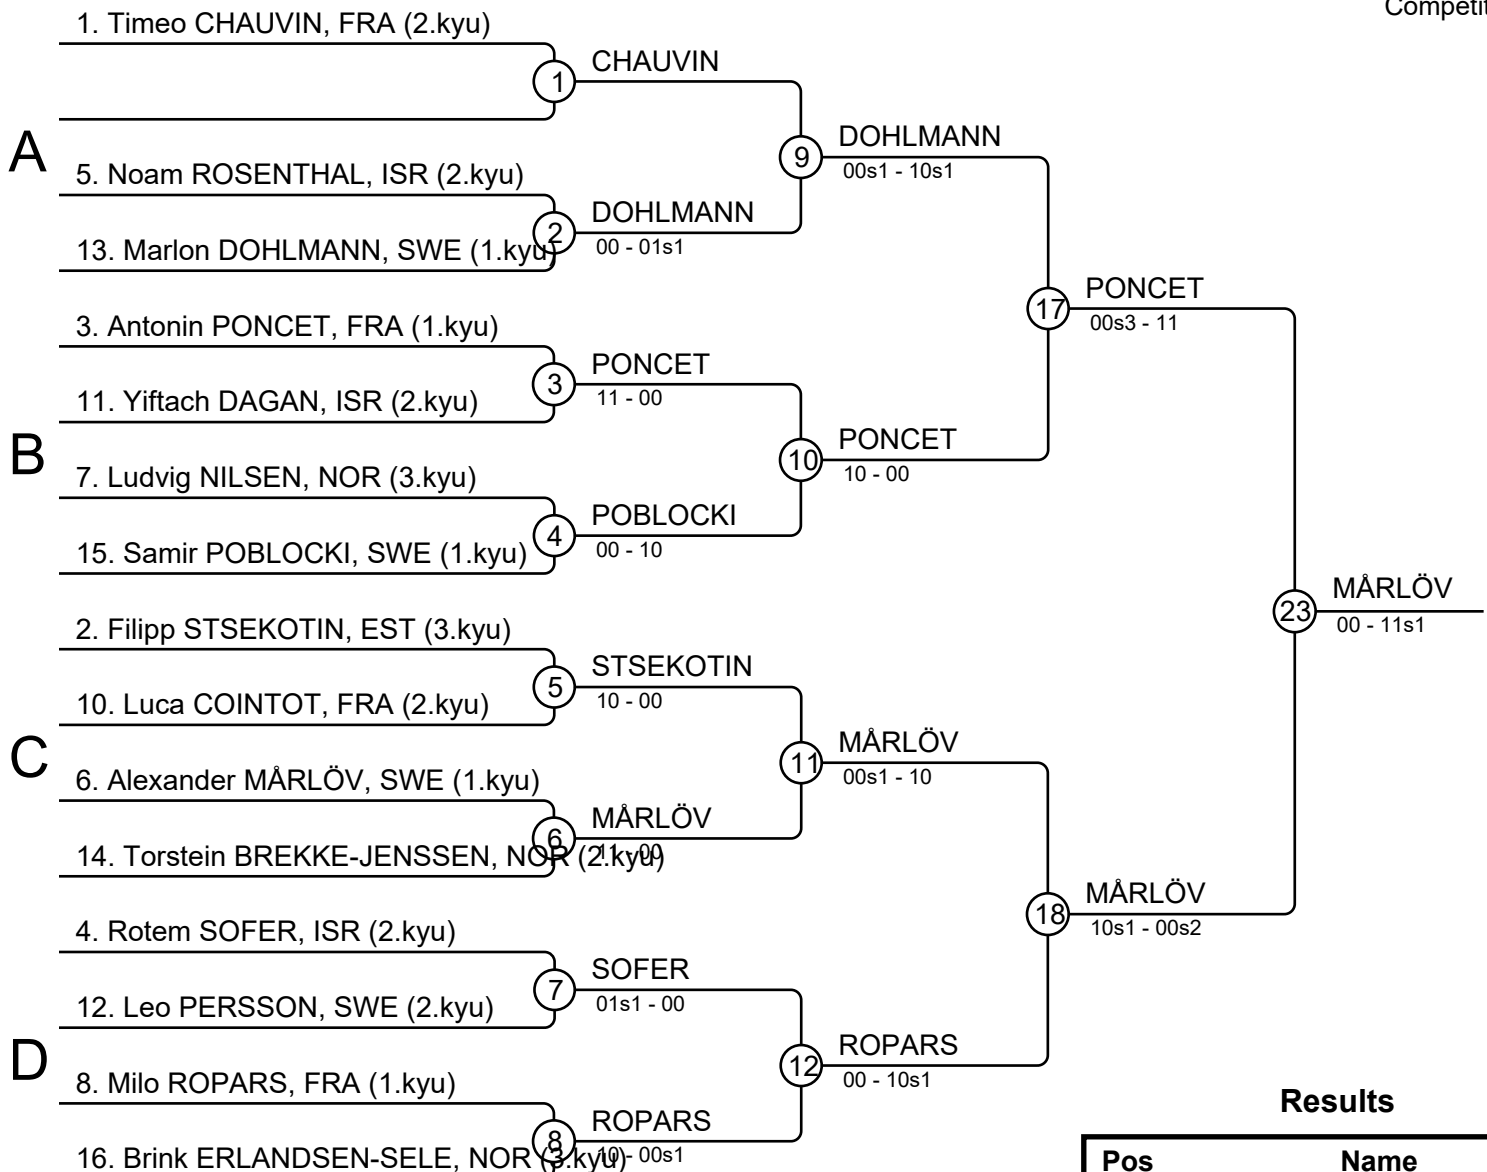 Competit
1. Timeo CHAUVIN, FRA (2.kyu)
1
CHAUVIN
A
9
DOHLMANN
00s1 - 10s1
5. Noam ROSENTHAL, ISR (2.kyu)
2
DOHLMANN
00 - 01s1
13. Marlon DOHLMANN, SWE (1.kyu)
17
PONCET
00s3 - 11
3. Antonin PONCET, FRA (1.kyu)
3
PONCET
11 - 00
11. Yiftach DAGAN, ISR (2.kyu)
B
10
PONCET
10 - 00
7. Ludvig NILSEN, NOR (3.kyu)
4
POBLOCKI
00 - 10
15. Samir POBLOCKI, SWE (1.kyu)
23
MÅRLÖV
00 - 11s1
2. Filipp STSEKOTIN, EST (3.kyu)
5
STSEKOTIN
10 - 00
10. Luca COINTOT, FRA (2.kyu)
C
11
MÅRLÖV
00s1 - 10
6. Alexander MÅRLÖV, SWE (1.kyu)
6
MÅRLÖV
11 - 00
14. Torstein BREKKE-JENSSEN, NOR (2.kyu)
18
MÅRLÖV
10s1 - 00s2
4. Rotem SOFER, ISR (2.kyu)
7
SOFER
01s1 - 00
12. Leo PERSSON, SWE (2.kyu)
D
12
ROPARS
00 - 10s1
8. Milo ROPARS, FRA (1.kyu)
8
ROPARS
10 - 00s1
16. Brink ERLANDSEN-SELE, NOR (3.kyu)
Results
Pos Name